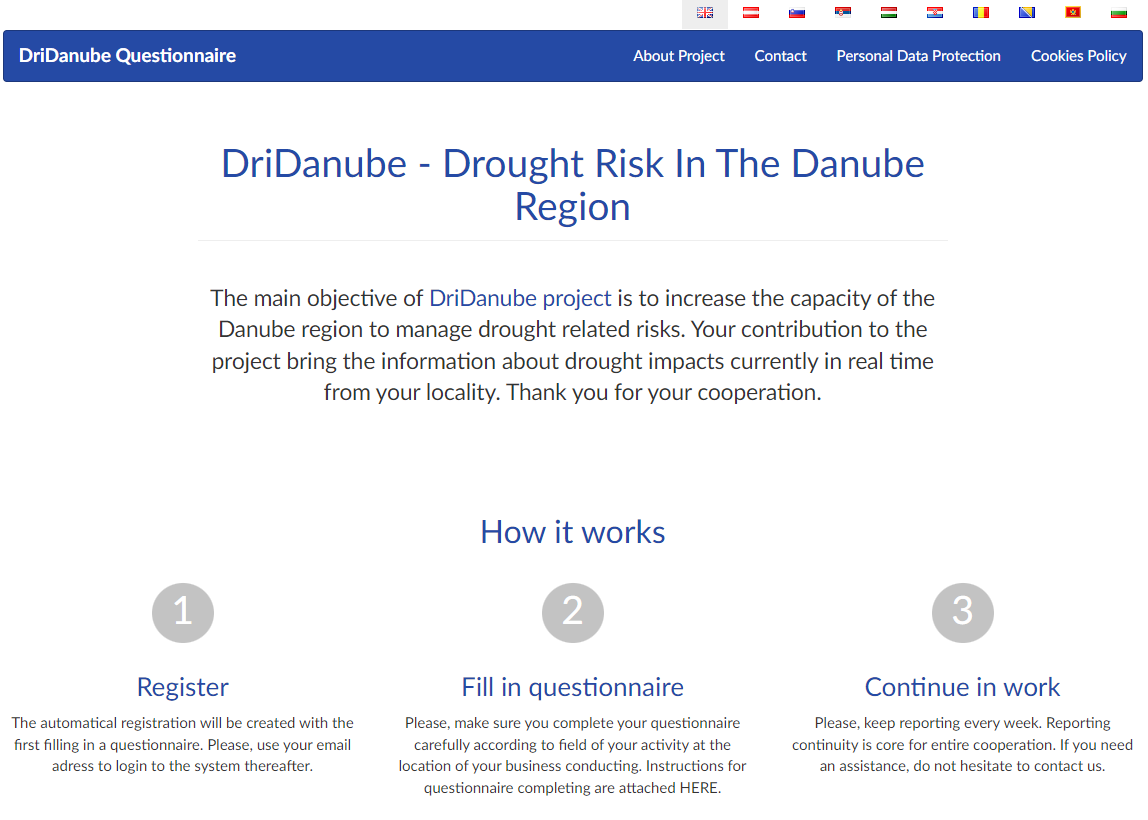 DriDanube Questionnaire
About Project
Contact
Personal Data Protection
Cookies Policy
DriDanube - Drought Risk In The Danube
Region
The main objective of DriDanube project is to increase the capacity of the
Danube region to manage drought related risks. Your contribution to the
project bring the information about drought impacts currently in real time
from your locality. Thank you for your cooperation.
How it works
1
Register
The automatical registration will be created with the
first filling in a questionnaire. Please, use your email
adress to login to the system thereafter.
2
Fill in questionnaire
Please, make sure you complete your questionnaire
carefully according to field of your activity at the
location of your business conducting. Instructions for
questionnaire completing are attached HERE.
3
Continue in work
Please, keep reporting every week. Reporting
continuity is core for entire cooperation. If you need
an assistance, do not hesitate to contact us.